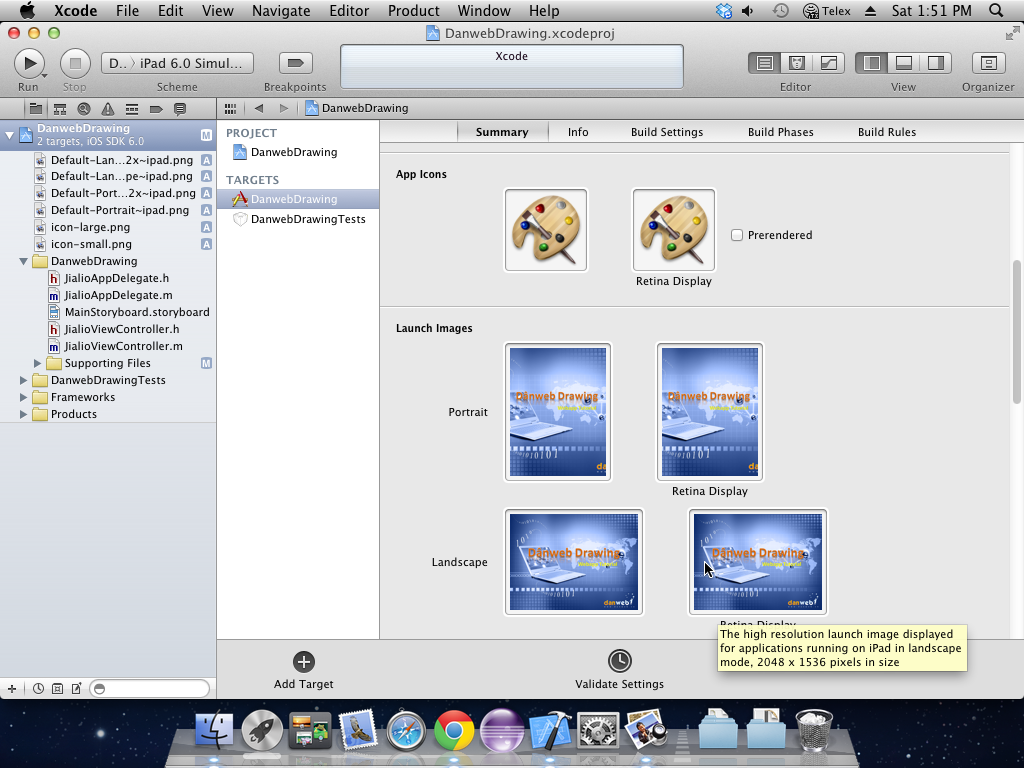 Xcode File Edit View Navigate Editor Product Window Help Telex Sat 1:51 PM
DanwebDrawing.xcodeproj
D.. iPad 6.0 Simul... Xcode
Run Stop Scheme Breakpoints Editor View Organizer
DanwebDrawing
DanwebDrawing M
2 targets, iOS SDK 6.0
Default-Lan...2x~ipad.png A
Default-Lan...pe~ipad.png A
Default-Port...2x~ipad.png A
Default-Portrait~ipad.png A
icon-large.png A
icon-small.png A
DanwebDrawing
h JialioAppDelegate.h
m JialioAppDelegate.m
MainStoryboard.storyboard
h JialioViewController.h
m JialioViewController.m
Supporting Files M
DanwebDrawingTests
Frameworks
Products
PROJECT
DanwebDrawing
TARGETS
DanwebDrawing
DanwebDrawingTests
Summary Info Build Settings Build Phases Build Rules
App Icons
Prerendered
Retina Display
Launch Images
Portrait
Danweb Drawing
Danweb Drawing
Retina Display
Landscape
Danweb Drawing
danweb
Danweb Drawing
danweb
Retina Display
The high resolution launch image displayed
for applications running on iPad in landscape
mode, 2048 x 1536 pixels in size
Add Target
Validate Settings